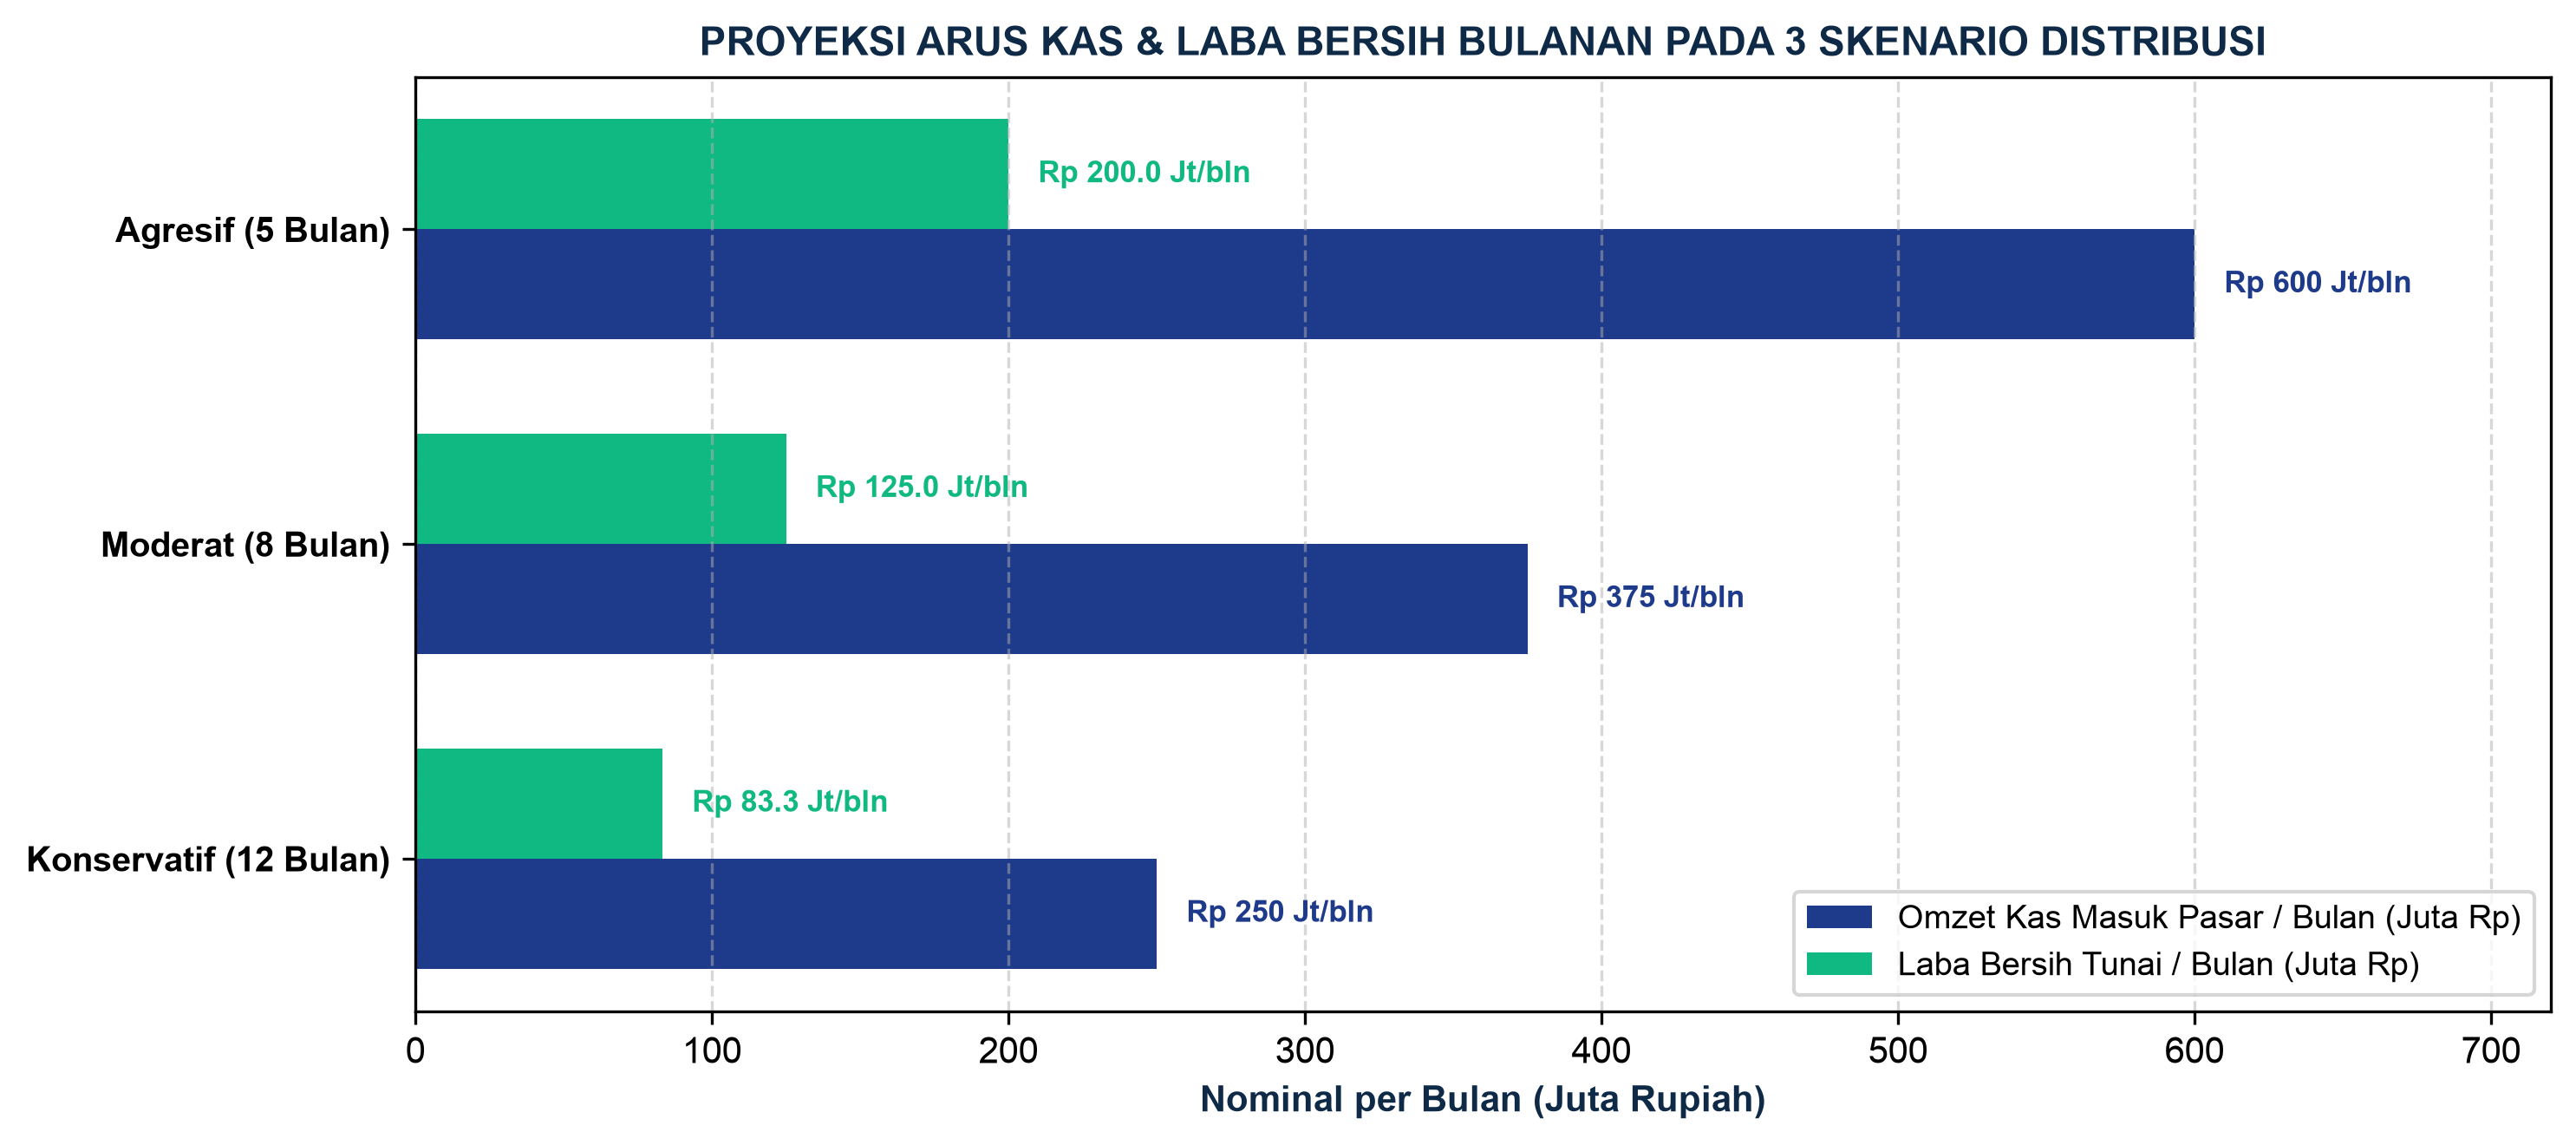 PROYEKSI ARUS KAS & LABA BERSIH BULANAN PADA 3 SKENARIO DISTRIBUSI
Rp 200.0 Jt/bln
Agresif (5 Bulan)
Rp 600 Jt/bln
Rp 125.0 Jt/bln
Moderat (8 Bulan)
Rp 375 Jt/bln
Rp 83.3 Jt/bln
Konservatif (12 Bulan)
Rp 250 Jt/bln
Omzet Kas Masuk Pasar / Bulan (Juta Rp)
Laba Bersih Tunai / Bulan (Juta Rp)
0 100 200 300 400 500 600 700
Nominal per Bulan (Juta Rupiah)